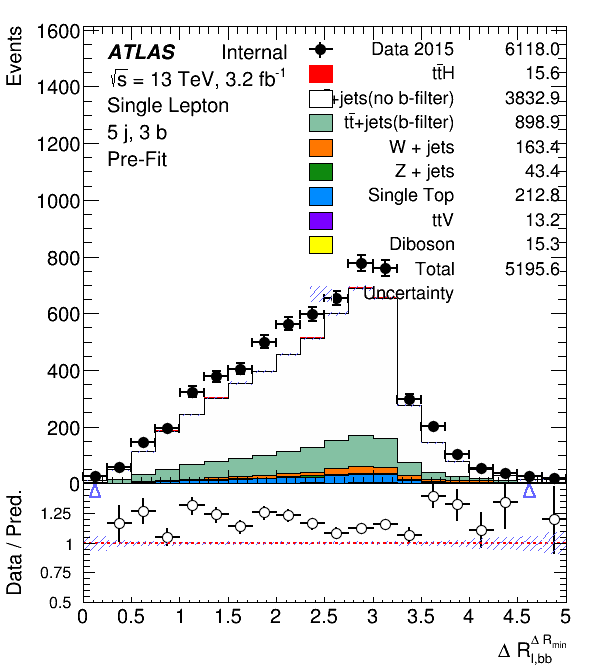 Events
1600
1400
1200
1000
800
600
400
200
0
ATLAS Internal
√s = 13 TeV, 3.2 fb⁻¹
Single Lepton
5 j, 3 b
Pre-Fit
Data 2015 6118.0
tt̄H 15.6
+jets(no b-filter) 3832.9
tt̄+jets(b-filter) 898.9
W + jets 163.4
Z + jets 43.4
Single Top 212.8
ttV 13.2
Diboson 15.3
Total 5195.6
Uncertainty
Data / Pred.
1.25
1
0.75
0.5
0 0.5 1 1.5 2 2.5 3 3.5 4 4.5 5
Δ R_{l,bb}^{Δ R_{min}}